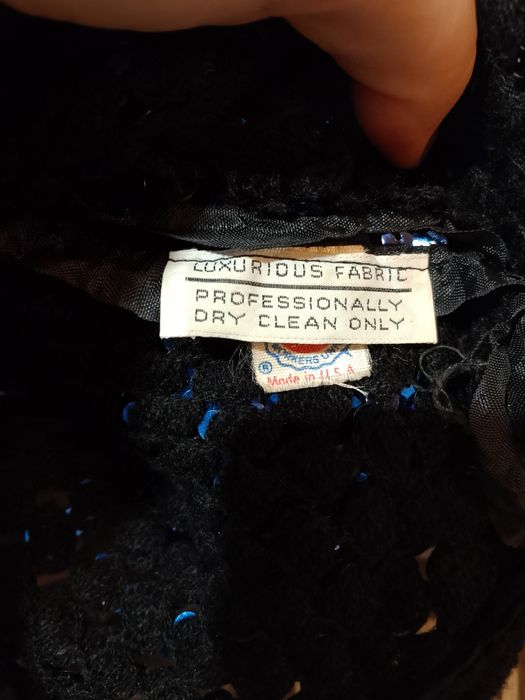 LUXURIOUS FABRIC
PROFESSIONALLY
DRY CLEAN ONLY
®
Made in U.S.A